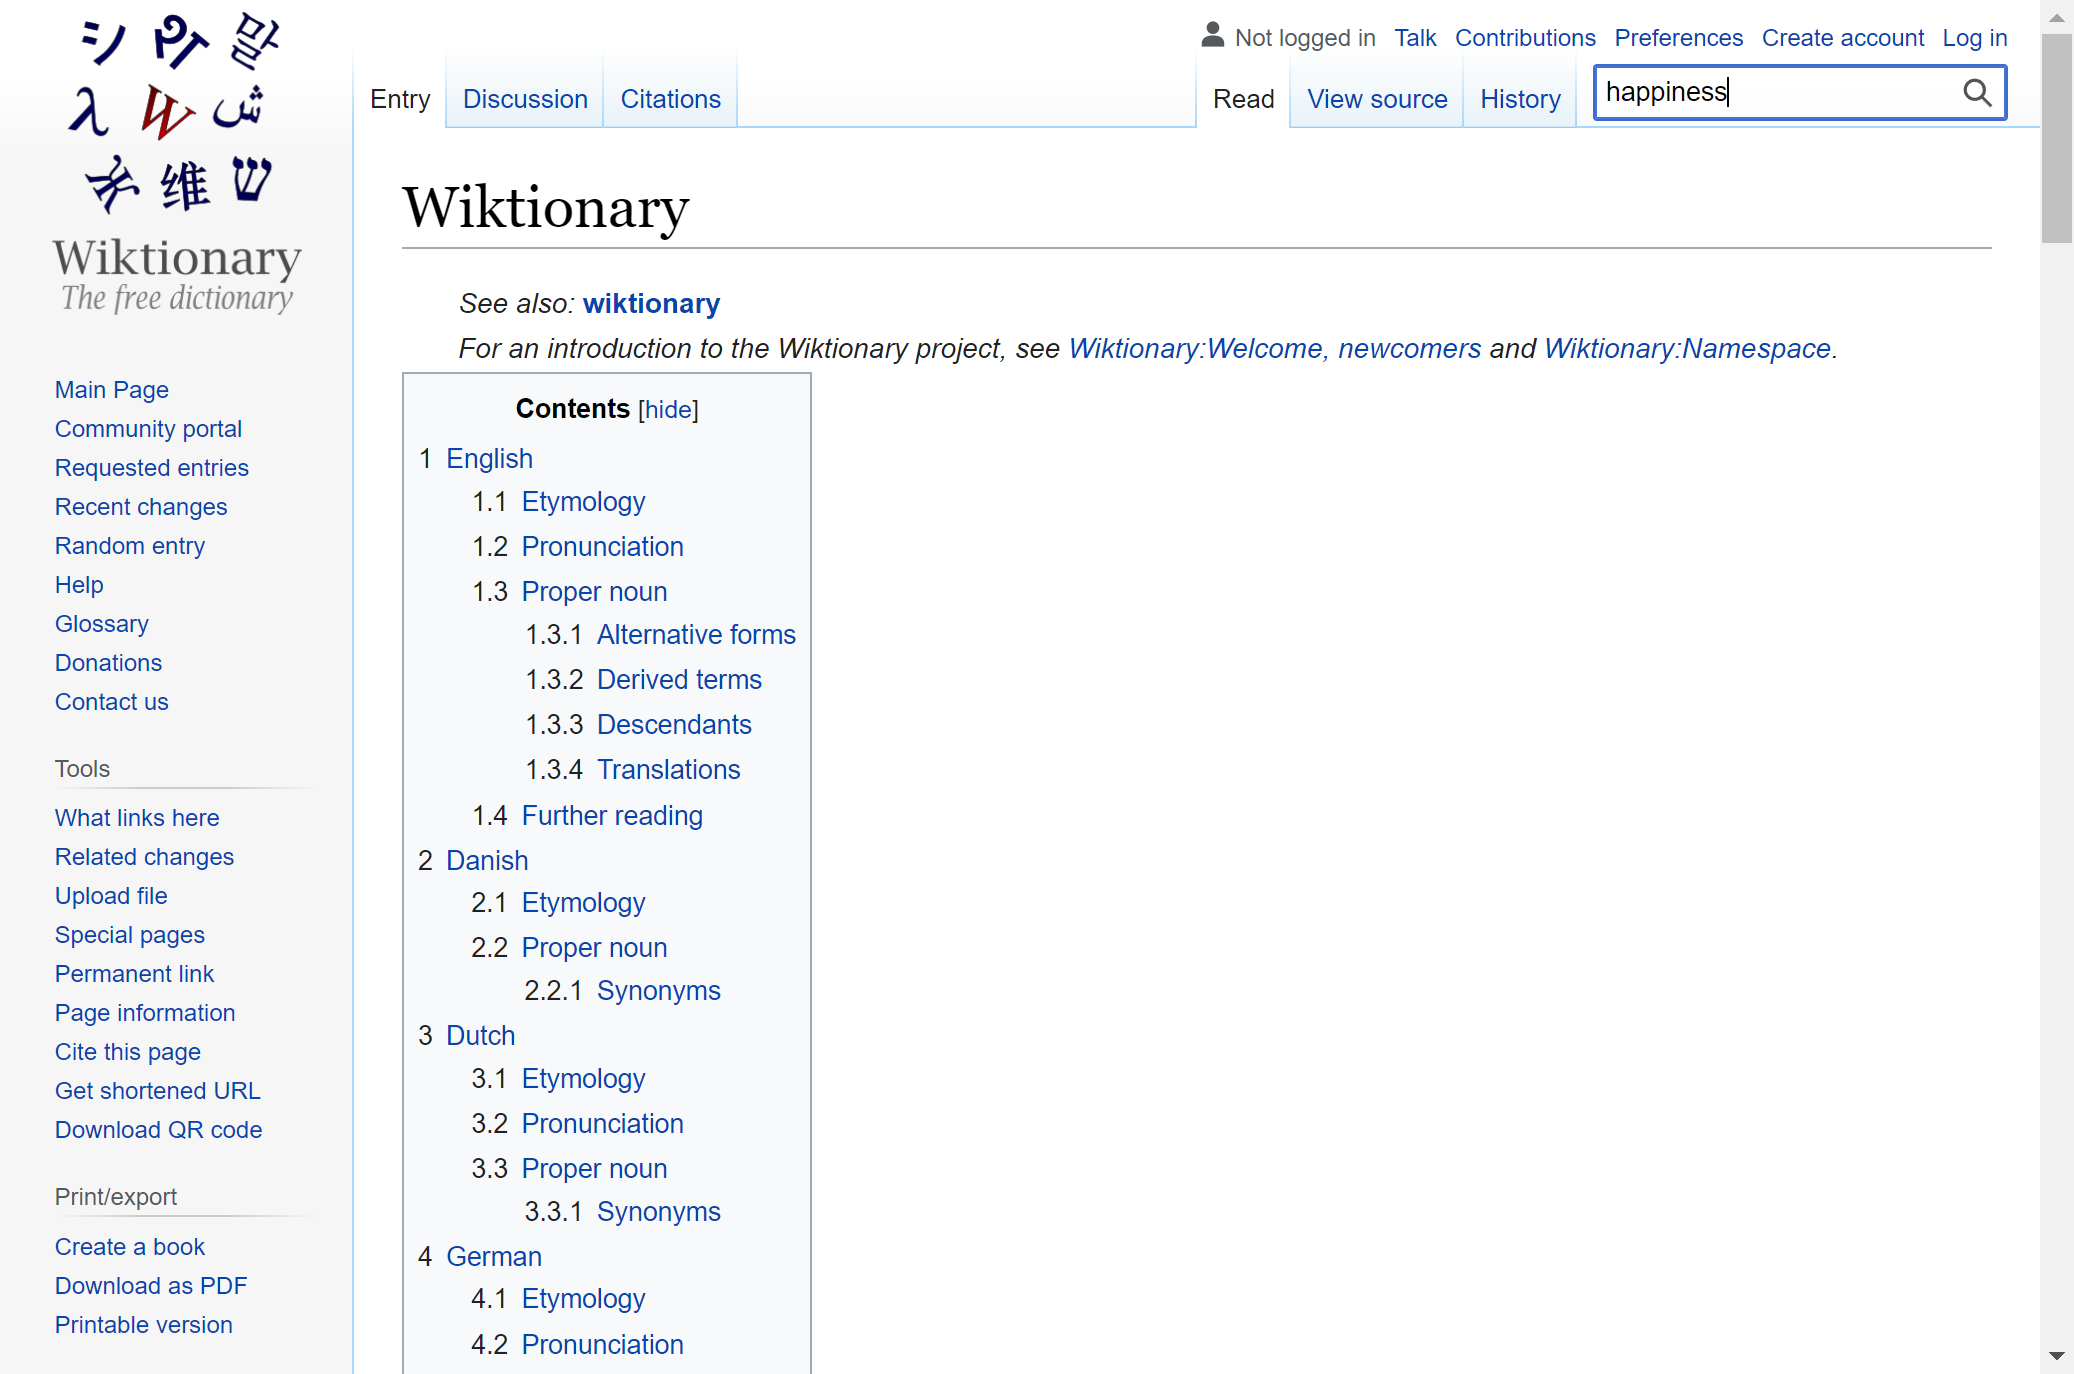 シ மு 말
λ W ش
维 ש
Wiktionary
The free dictionary
Main Page
Community portal
Requested entries
Recent changes
Random entry
Help
Glossary
Donations
Contact us
Tools
What links here
Related changes
Upload file
Special pages
Permanent link
Page information
Cite this page
Get shortened URL
Download QR code
Print/export
Create a book
Download as PDF
Printable version
Not logged in Talk Contributions Preferences Create account Log in
Entry Discussion Citations Read View source History happiness
Wiktionary
See also: wiktionary
For an introduction to the Wiktionary project, see Wiktionary:Welcome, newcomers and Wiktionary:Namespace.
Contents [hide]
1 English
1.1 Etymology
1.2 Pronunciation
1.3 Proper noun
1.3.1 Alternative forms
1.3.2 Derived terms
1.3.3 Descendants
1.3.4 Translations
1.4 Further reading
2 Danish
2.1 Etymology
2.2 Proper noun
2.2.1 Synonyms
3 Dutch
3.1 Etymology
3.2 Pronunciation
3.3 Proper noun
3.3.1 Synonyms
4 German
4.1 Etymology
4.2 Pronunciation